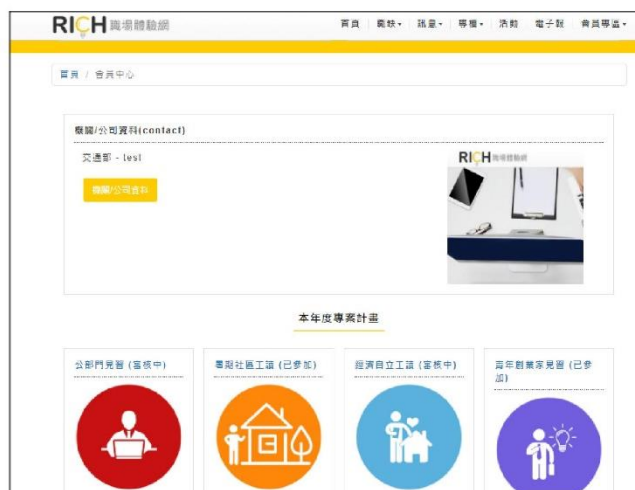 RICH 職場體驗網
首頁 職缺 訊息 專欄 活動 電子報 會員專區
首頁 / 會員中心
機關/公司資料(contact)
交通部 - test
RICH 職場體驗網
機關/公司資料
本年度專案計畫
公部門見習 (審核中)
暑期社區工讀 (已參加)
經濟自立工讀 (審核中)
青年創業家見習 (已參加)